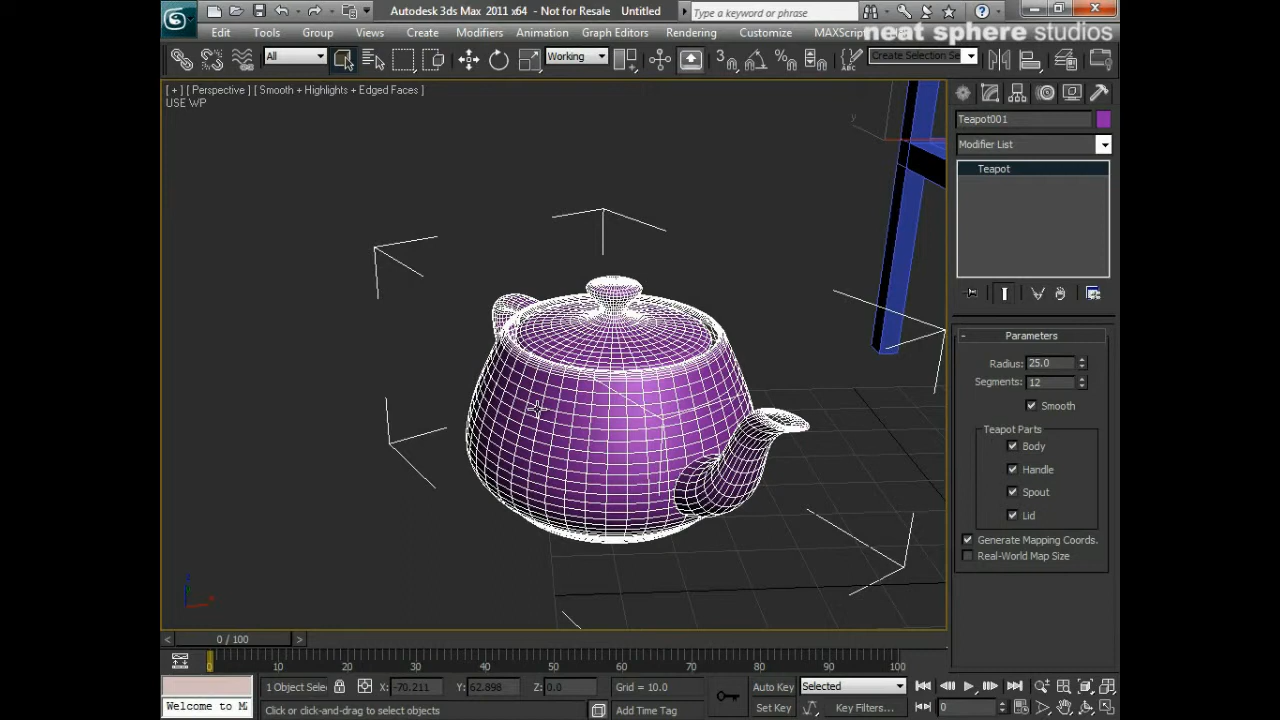 Autodesk 3ds Max 2011 x64 - Not for Resale Untitled
Type a keyword or phrase
Edit Tools Group Views Create Modifiers Animation Graph Editors Rendering Customize MAXScript
neat sphere studios
All
Working
Create Selection Se
[ + ] [ Perspective ] [ Smooth + Highlights + Edged Faces ]
USE WP
y
Teapot001
Modifier List
Teapot
- Parameters
Radius: 25.0
Segments: 12
Smooth
Teapot Parts
Body
Handle
Spout
Lid
Generate Mapping Coords.
Real-World Map Size
< 0 / 100 >
0 10 20 30 40 50 60 70 80 90 100
1 Object Sele X: -70.211 Y: 62.898 Z: 0.0 Grid = 10.0 Auto Key Selected
Welcome to M Click or click-and-drag to select objects Add Time Tag Set Key Key Filters... 0